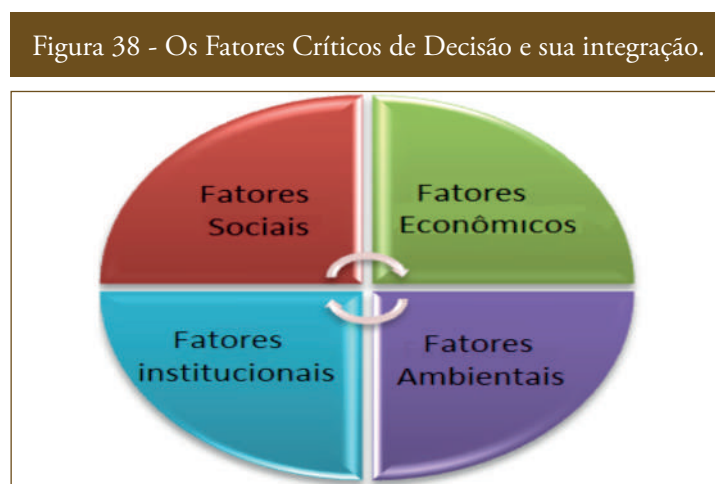 Figura 38 - Os Fatores Críticos de Decisão e sua integração.
Fatores
Sociais
Fatores
Econômicos
Fatores
institucionais
Fatores
Ambientais